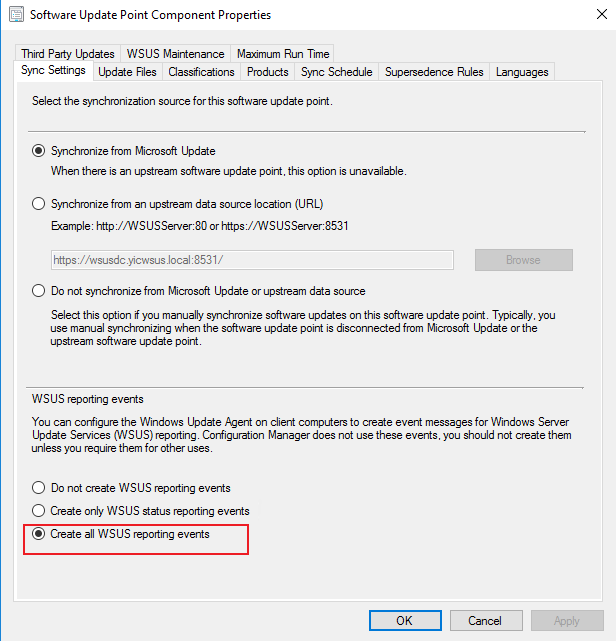 Software Update Point Component Properties
Third Party Updates WSUS Maintenance Maximum Run Time
Sync Settings Update Files Classifications Products Sync Schedule Supersedence Rules Languages
Select the synchronization source for this software update point.
Synchronize from Microsoft Update
When there is an upstream software update point, this option is unavailable.
Synchronize from an upstream data source location (URL)
Example: http://WSUSServer:80 or https://WSUSServer:8531
https://wsusdc.yicwsus.local:8531/ Browse
Do not synchronize from Microsoft Update or upstream data source
Select this option if you manually synchronize software updates on this software update point. Typically, you
use manual synchronizing when the software update point is disconnected from Microsoft Update or the
upstream software update point.
WSUS reporting events
You can configure the Windows Update Agent on client computers to create event messages for Windows Server
Update Services (WSUS) reporting. Configuration Manager does not use these events, you should not create them
unless you require them for other uses.
Do not create WSUS reporting events
Create only WSUS status reporting events
Create all WSUS reporting events
OK Cancel Apply